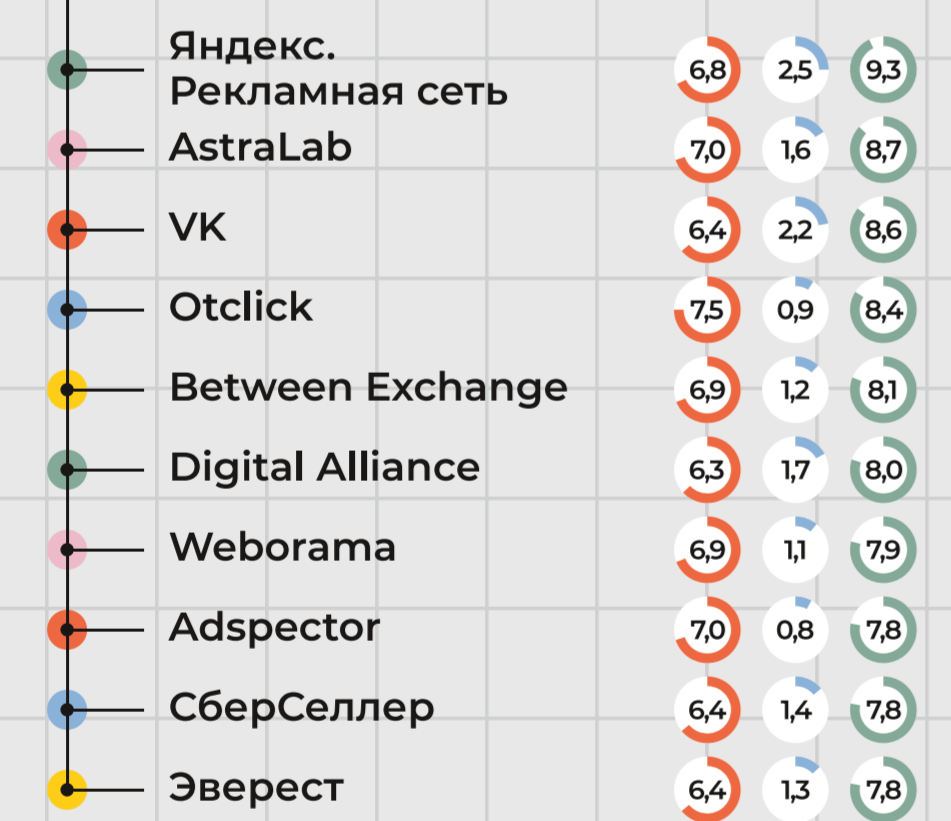 Яндекс.
Рекламная сеть 6,8 2,5 9,3
AstraLab 7,0 1,6 8,7
VK 6,4 2,2 8,6
Otclick 7,5 0,9 8,4
Between Exchange 6,9 1,2 8,1
Digital Alliance 6,3 1,7 8,0
Weborama 6,9 1,1 7,9
Adspector 7,0 0,8 7,8
СберСеллер 6,4 1,4 7,8
Эверест 6,4 1,3 7,8